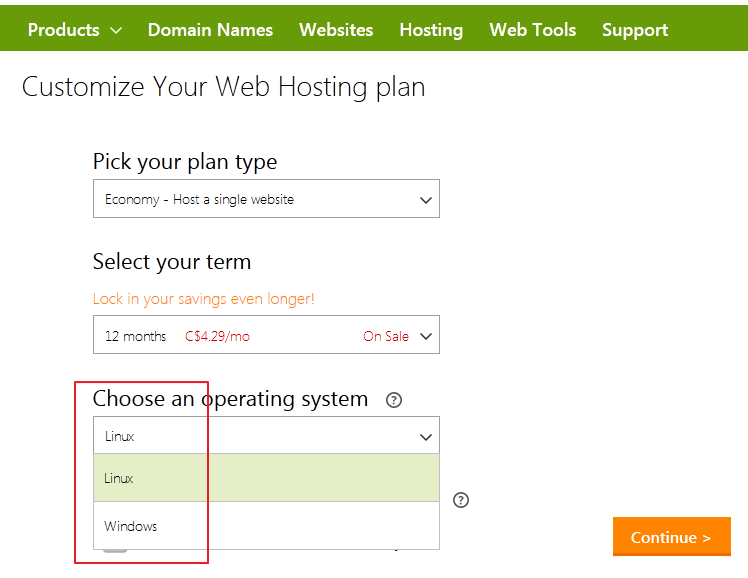 Products Domain Names Websites Hosting Web Tools Support
Customize Your Web Hosting plan
Pick your plan type
Economy - Host a single website
Select your term
Lock in your savings even longer!
12 months C$4.29/mo On Sale
Choose an operating system ?
Linux
Linux
?
Windows
Continue >